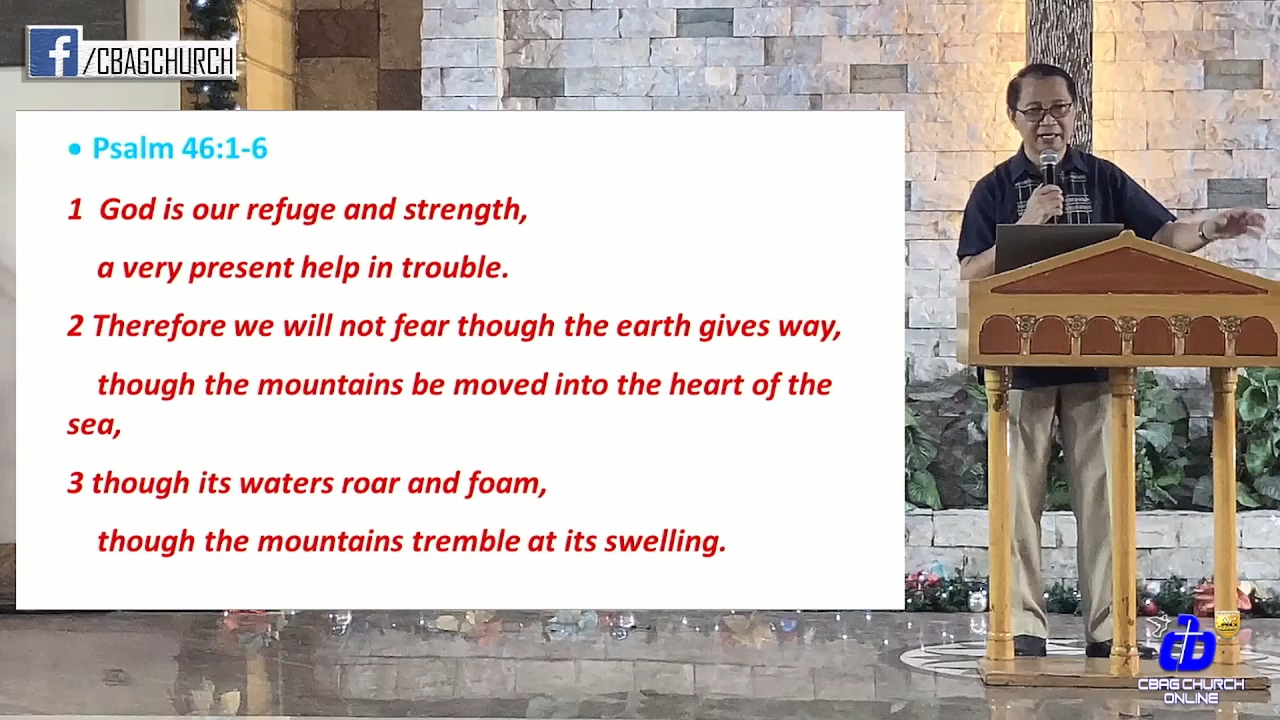 /CBAGCHURCH
• Psalm 46:1-6
1 God is our refuge and strength,
a very present help in trouble.
2 Therefore we will not fear though the earth gives way,
though the mountains be moved into the heart of the
sea,
3 though its waters roar and foam,
though the mountains tremble at its swelling.
CBAG CHURCH
ONLINE